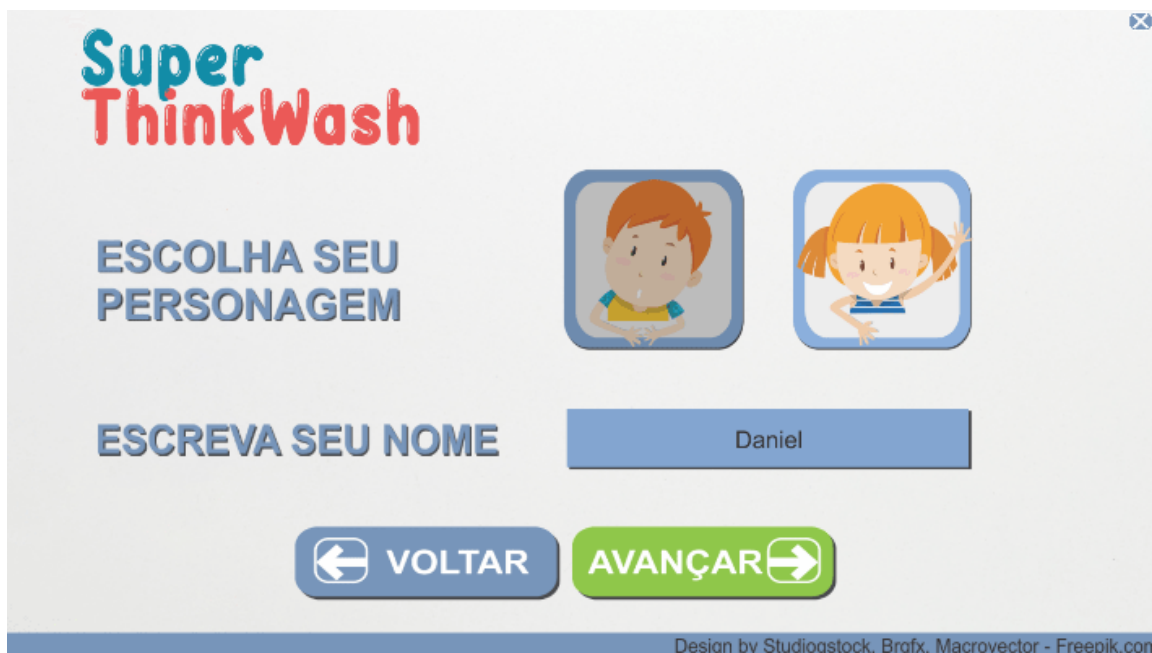 Super
ThinkWash
ESCOLHA SEU
PERSONAGEM
ESCREVA SEU NOME
Daniel
VOLTAR
AVANÇAR
Design by Studiogstock, Brgfx, Macrovector - Freepik.com